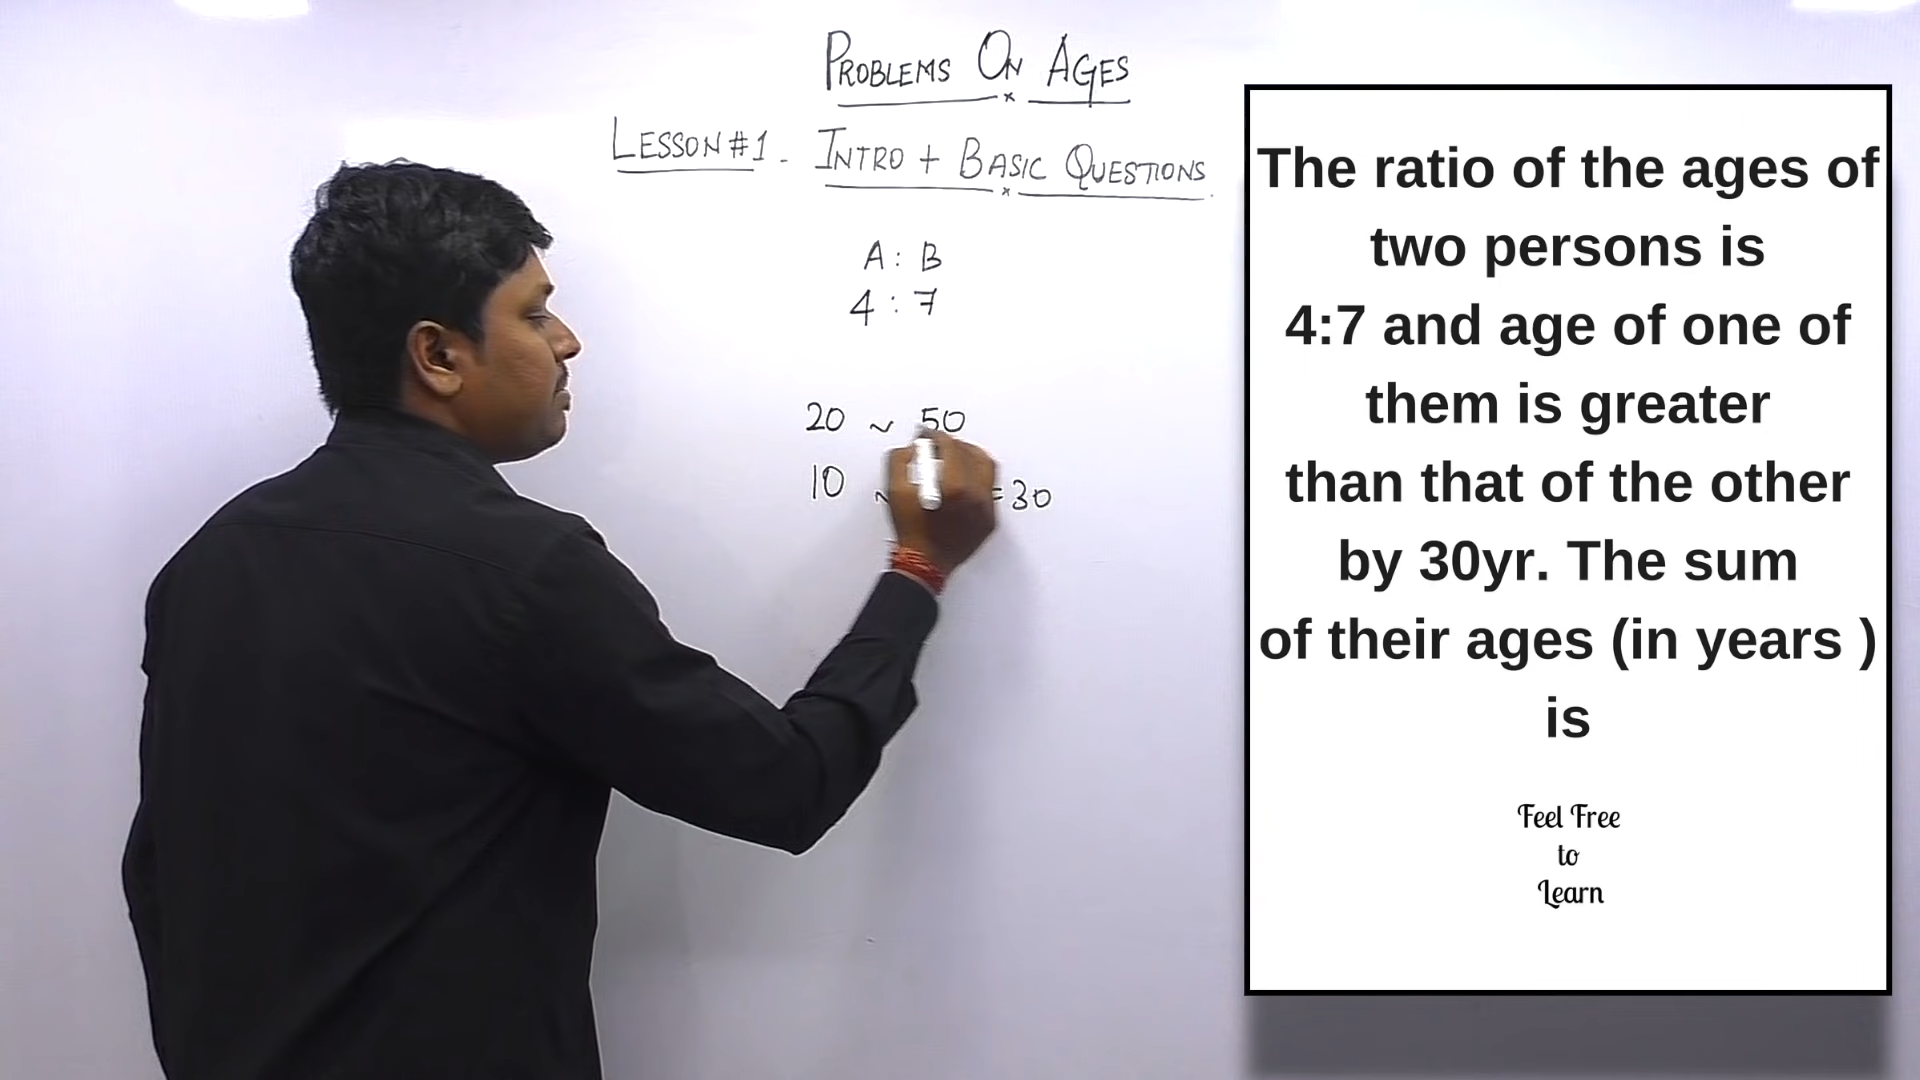 PROBLEMS ON AGES
LESSON #1 - INTRO + BASIC QUESTIONS
A : B
4 : 7
20 ~ 50
10 ~ = 30
The ratio of the ages of
two persons is
4:7 and age of one of
them is greater
than that of the other
by 30yr. The sum
of their ages (in years )
is
Feel Free
to
Learn